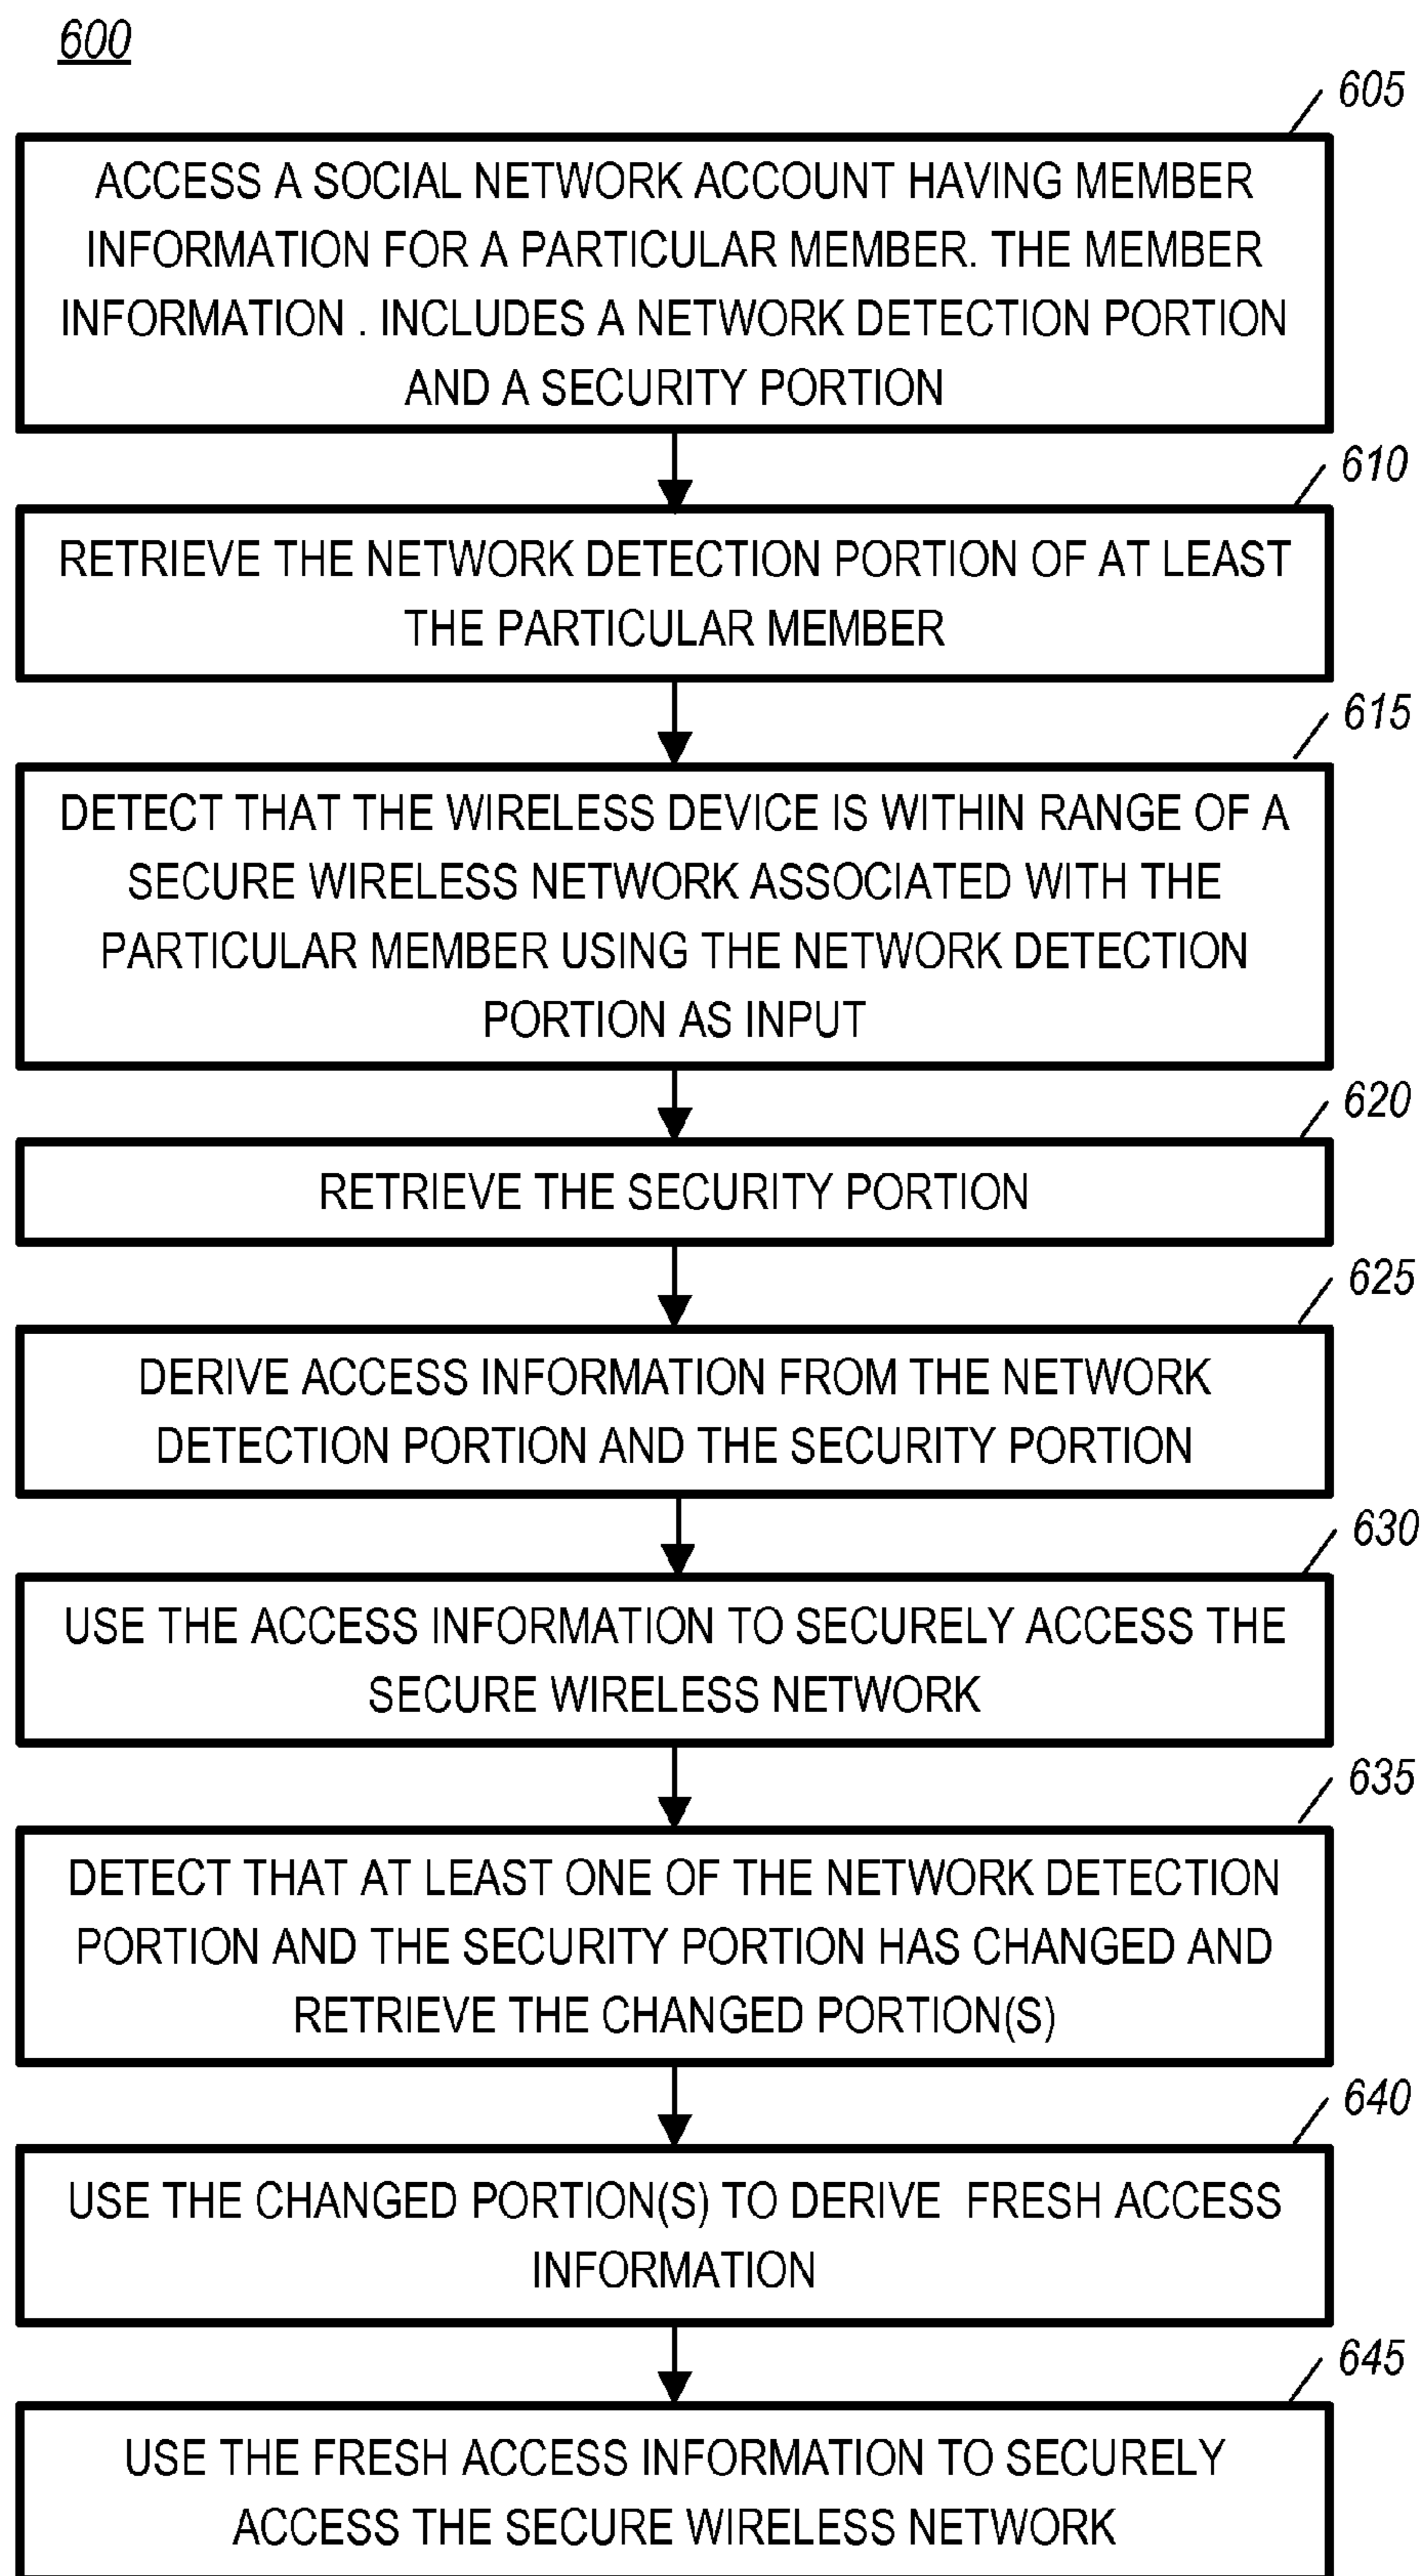 600
605
ACCESS A SOCIAL NETWORK ACCOUNT HAVING MEMBER
INFORMATION FOR A PARTICULAR MEMBER. THE MEMBER
INFORMATION . INCLUDES A NETWORK DETECTION PORTION
AND A SECURITY PORTION
610
RETRIEVE THE NETWORK DETECTION PORTION OF AT LEAST
THE PARTICULAR MEMBER
615
DETECT THAT THE WIRELESS DEVICE IS WITHIN RANGE OF A
SECURE WIRELESS NETWORK ASSOCIATED WITH THE
PARTICULAR MEMBER USING THE NETWORK DETECTION
PORTION AS INPUT
620
RETRIEVE THE SECURITY PORTION
625
DERIVE ACCESS INFORMATION FROM THE NETWORK
DETECTION PORTION AND THE SECURITY PORTION
630
USE THE ACCESS INFORMATION TO SECURELY ACCESS THE
SECURE WIRELESS NETWORK
635
DETECT THAT AT LEAST ONE OF THE NETWORK DETECTION
PORTION AND THE SECURITY PORTION HAS CHANGED AND
RETRIEVE THE CHANGED PORTION(S)
640
USE THE CHANGED PORTION(S) TO DERIVE FRESH ACCESS
INFORMATION
645
USE THE FRESH ACCESS INFORMATION TO SECURELY
ACCESS THE SECURE WIRELESS NETWORK